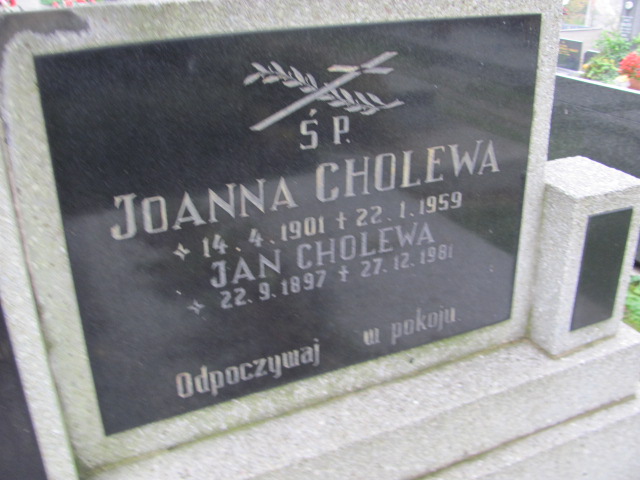 Ś P.
JOANNA CHOLEWA
14.4.1901 † 22.1.1959
JAN CHOLEWA
22.9.1897 † 27.12.1981
Odpoczywaj w pokoju.